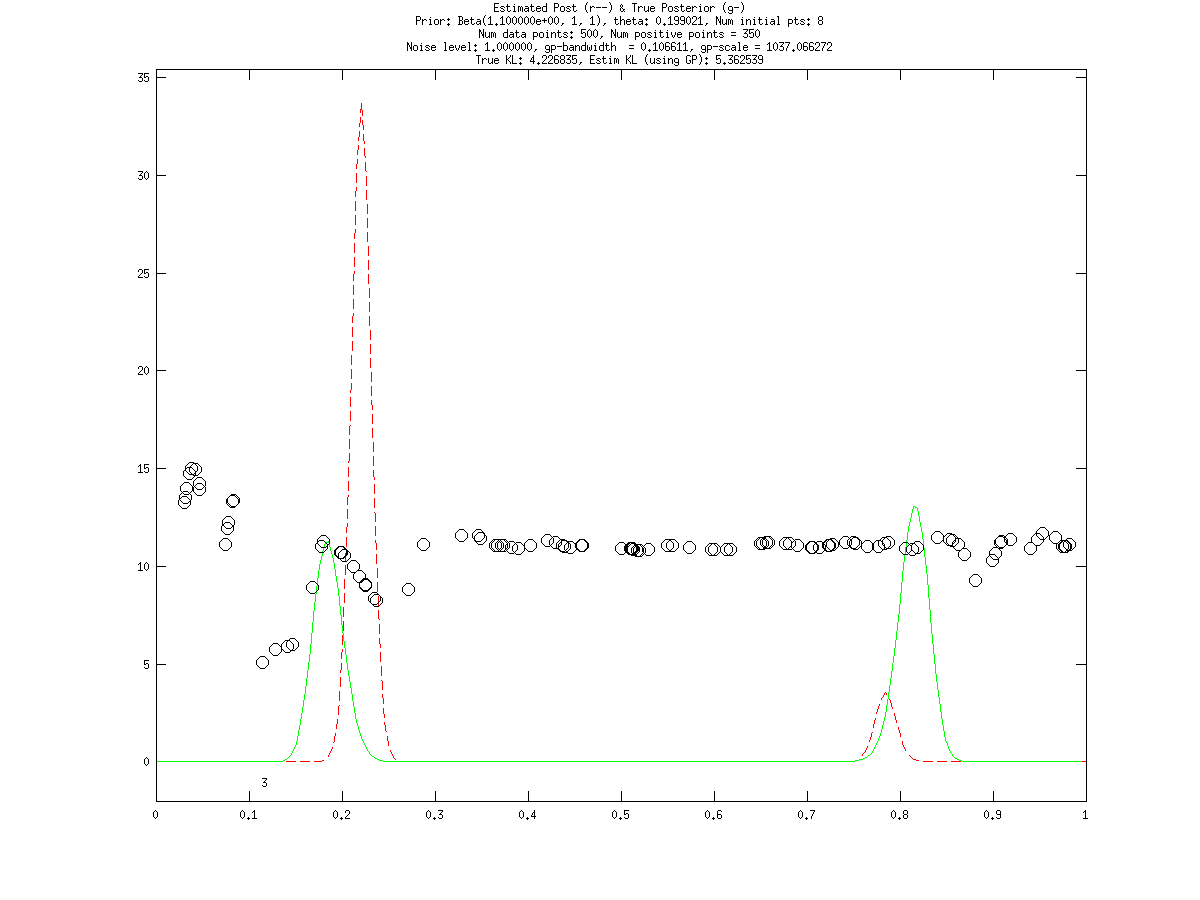 Estimated Post (r--) & True Posterior (g-)
Prior: Beta(1.100000e+00, 1, 1), theta: 0.199021, Num initial pts: 8
Num data points: 500, Num positive points = 350
Noise level: 1.000000, gp-bandwidth  = 0.106611, gp-scale = 1037.066272
True KL: 4.226835, Estim KL (using GP): 5.362539
35
30
25
20
15
10
5
0
3
0 0.1 0.2 0.3 0.4 0.5 0.6 0.7 0.8 0.9 1